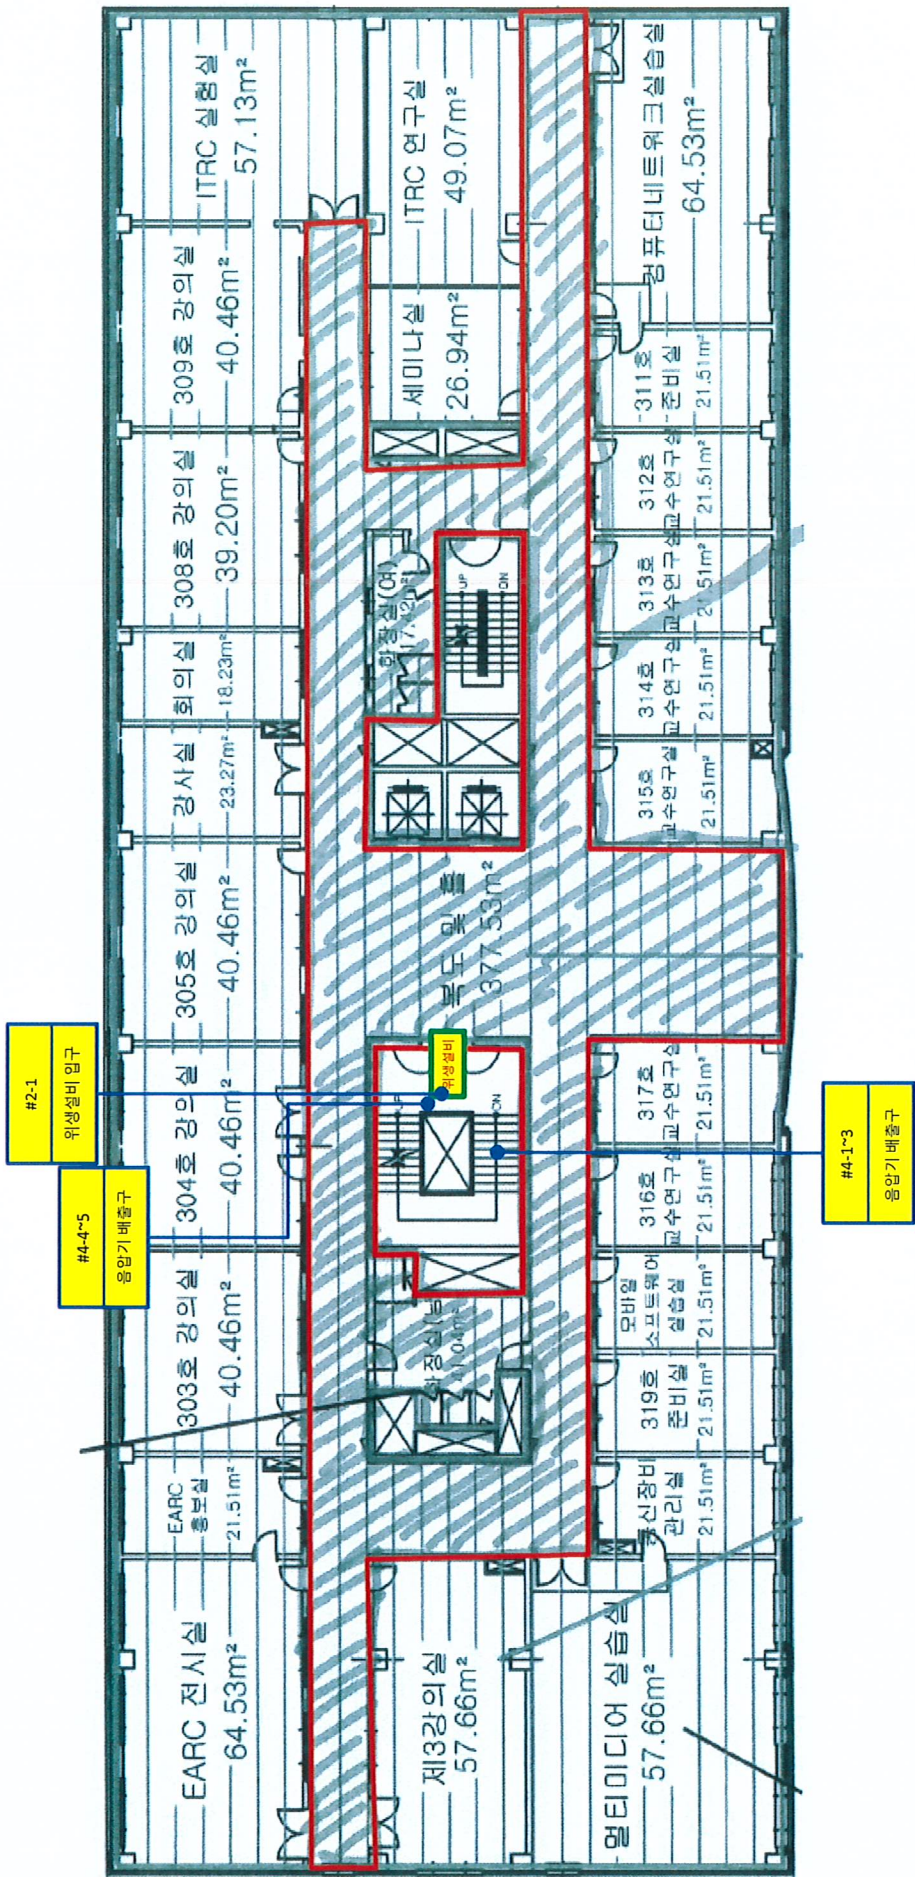 ITRC 실험실
57.13m²
309호 강의실
40.46m²
308호 강의실
39.20m²
회의실
18.23m²
강사실
23.27m²
305호 강의실
40.46m²
304호 강의실
40.46m²
303호 강의실
40.46m²
EARC
홍보실
21.51m²
EARC 전시실
64.53m²
ITRC 연구실
49.07m²
세미나실
26.94m²
화장실(여)
17.42m²
UP
DN
복도 및 홀
377.53m²
위생설비
UP
DN
화장실(남
41.04m²
제3강의실
57.66m²
컴퓨터네트워크실습실
64.53m²
311호
준비실
21.51m²
312호
교수연구실
21.51m²
313호
교수연구실
21.51m²
314호
교수연구실
21.51m²
315호
교수연구실
21.51m²
317호
교수연구실
21.51m²
316호
교수연구실
21.51m²
모바일
소프트웨어
실습실
21.51m²
319호
준비실
21.51m²
통신장비
관리실
21.51m²
멀티미디어 실습실
57.66m²
#2-1
위생설비 입구
#4-4~5
음압기 배출구
#4-1~3
음압기 배출구